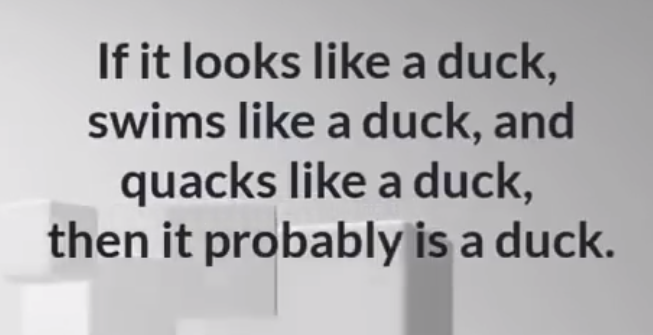 If it looks like a duck,
swims like a duck, and
quacks like a duck,
then it probably is a duck.